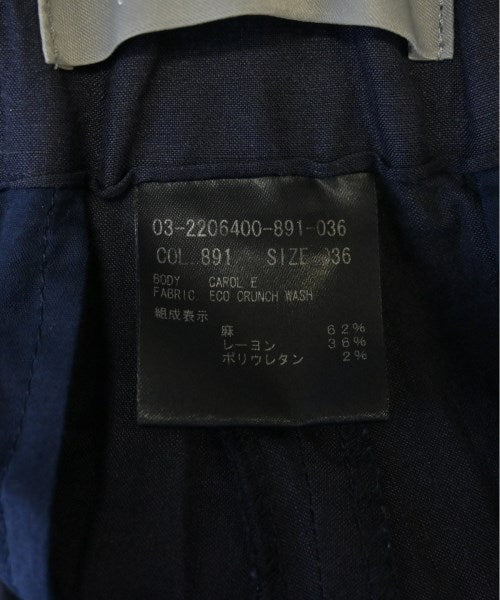 03-2206400-891-036
COL. 891 SIZE 036
BODY CAROL E
FABRIC. ECO CRUNCH WASH
組成表示
麻 62%
レーヨン 36%
ポリウレタン 2%